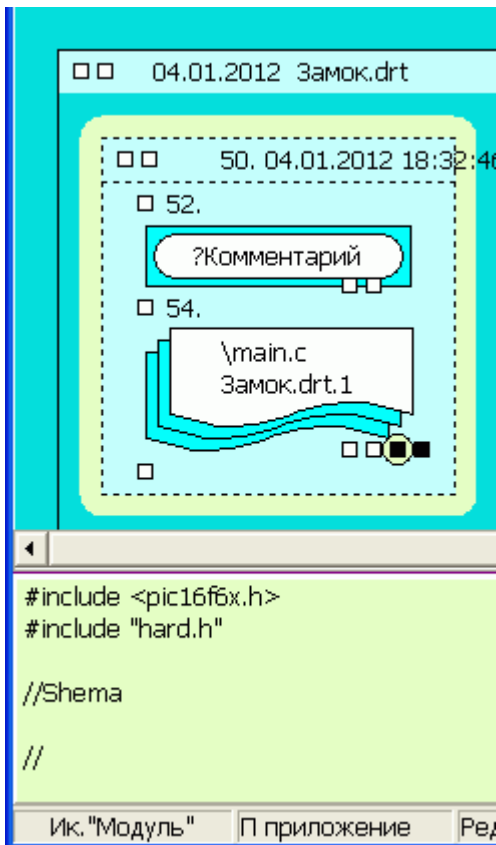 04.01.2012 Замок.drt
50. 04.01.2012 18:32:46
52.
?Комментарий
54.
\main.c
Замок.drt.1
#include <pic16f6x.h>
#include "hard.h"
//Shema
//
Ик."Модуль" П приложение Ред